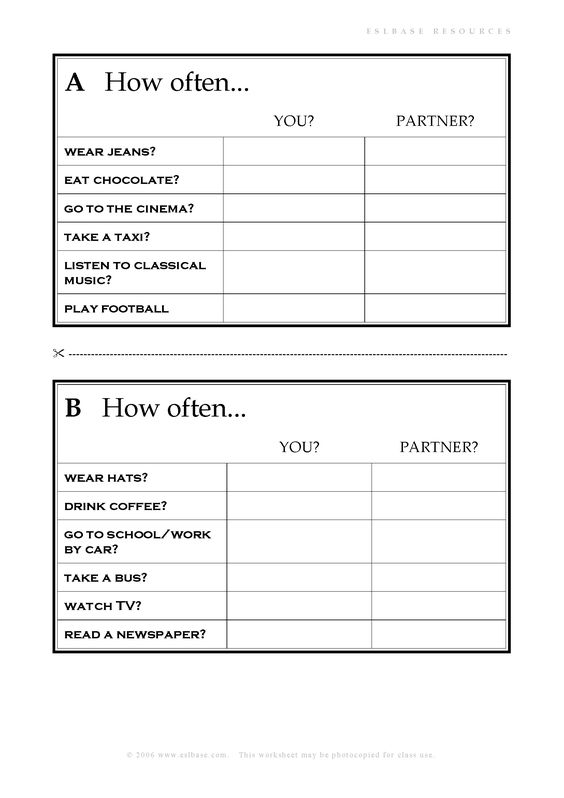 ESLBASE RESOURCES
A How often...
YOU? PARTNER?
WEAR JEANS?
EAT CHOCOLATE?
GO TO THE CINEMA?
TAKE A TAXI?
LISTEN TO CLASSICAL
MUSIC?
PLAY FOOTBALL
B How often...
YOU? PARTNER?
WEAR HATS?
DRINK COFFEE?
GO TO SCHOOL/WORK
BY CAR?
TAKE A BUS?
WATCH TV?
READ A NEWSPAPER?
© 2006 www.eslbase.com. This worksheet may be photocopied for class use.